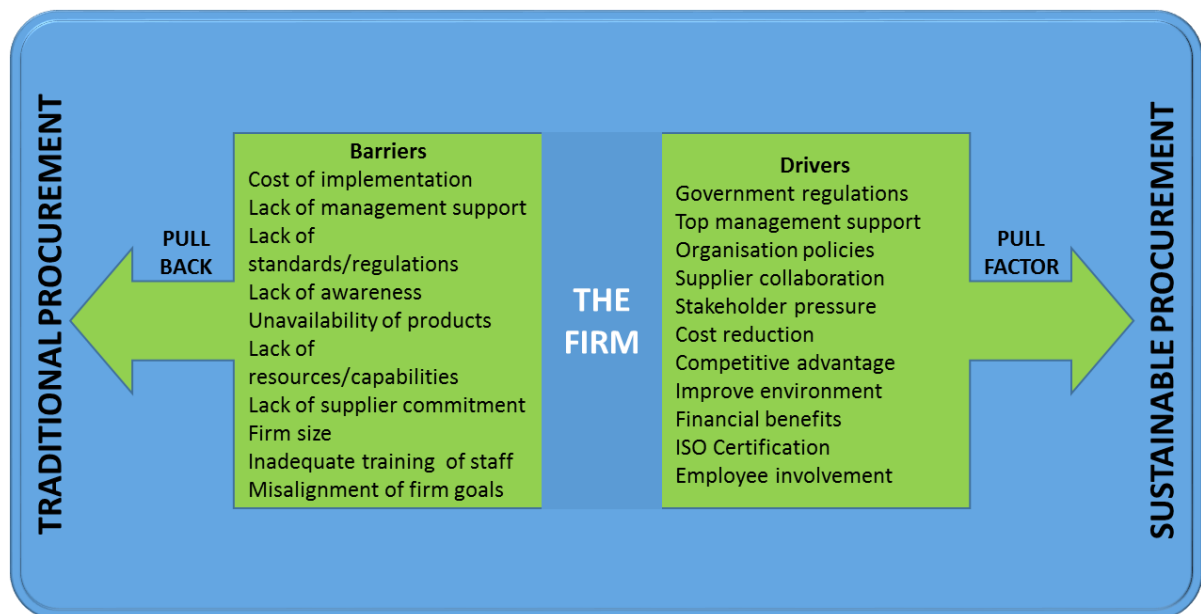 TRADITIONAL PROCUREMENT
PULL
BACK
Barriers
Cost of implementation
Lack of management support
Lack of
standards/regulations
Lack of awareness
Unavailability of products
Lack of
resources/capabilities
Lack of supplier commitment
Firm size
Inadequate training of staff
Misalignment of firm goals
THE
FIRM
Drivers
Government regulations
Top management support
Organisation policies
Supplier collaboration
Stakeholder pressure
Cost reduction
Competitive advantage
Improve environment
Financial benefits
ISO Certification
Employee involvement
PULL
FACTOR
SUSTAINABLE PROCUREMENT